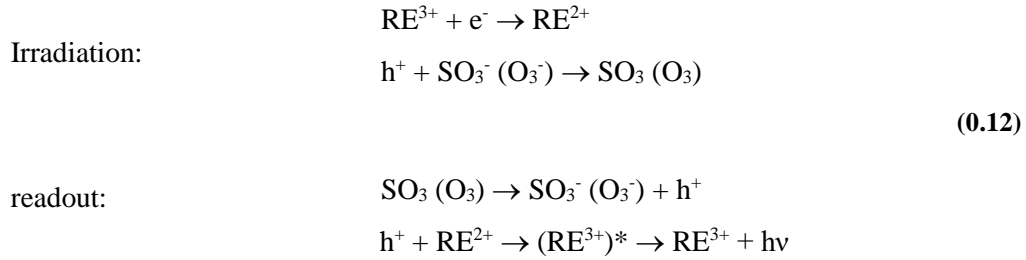 RE³⁺ + e⁻ → RE²⁺
Irradiation:
h⁺ + SO₃⁻ (O₃⁻) → SO₃ (O₃)
(0.12)
SO₃ (O₃) → SO₃⁻ (O₃⁻) + h⁺
readout:
h⁺ + RE²⁺ → (RE³⁺)* → RE³⁺ + hν